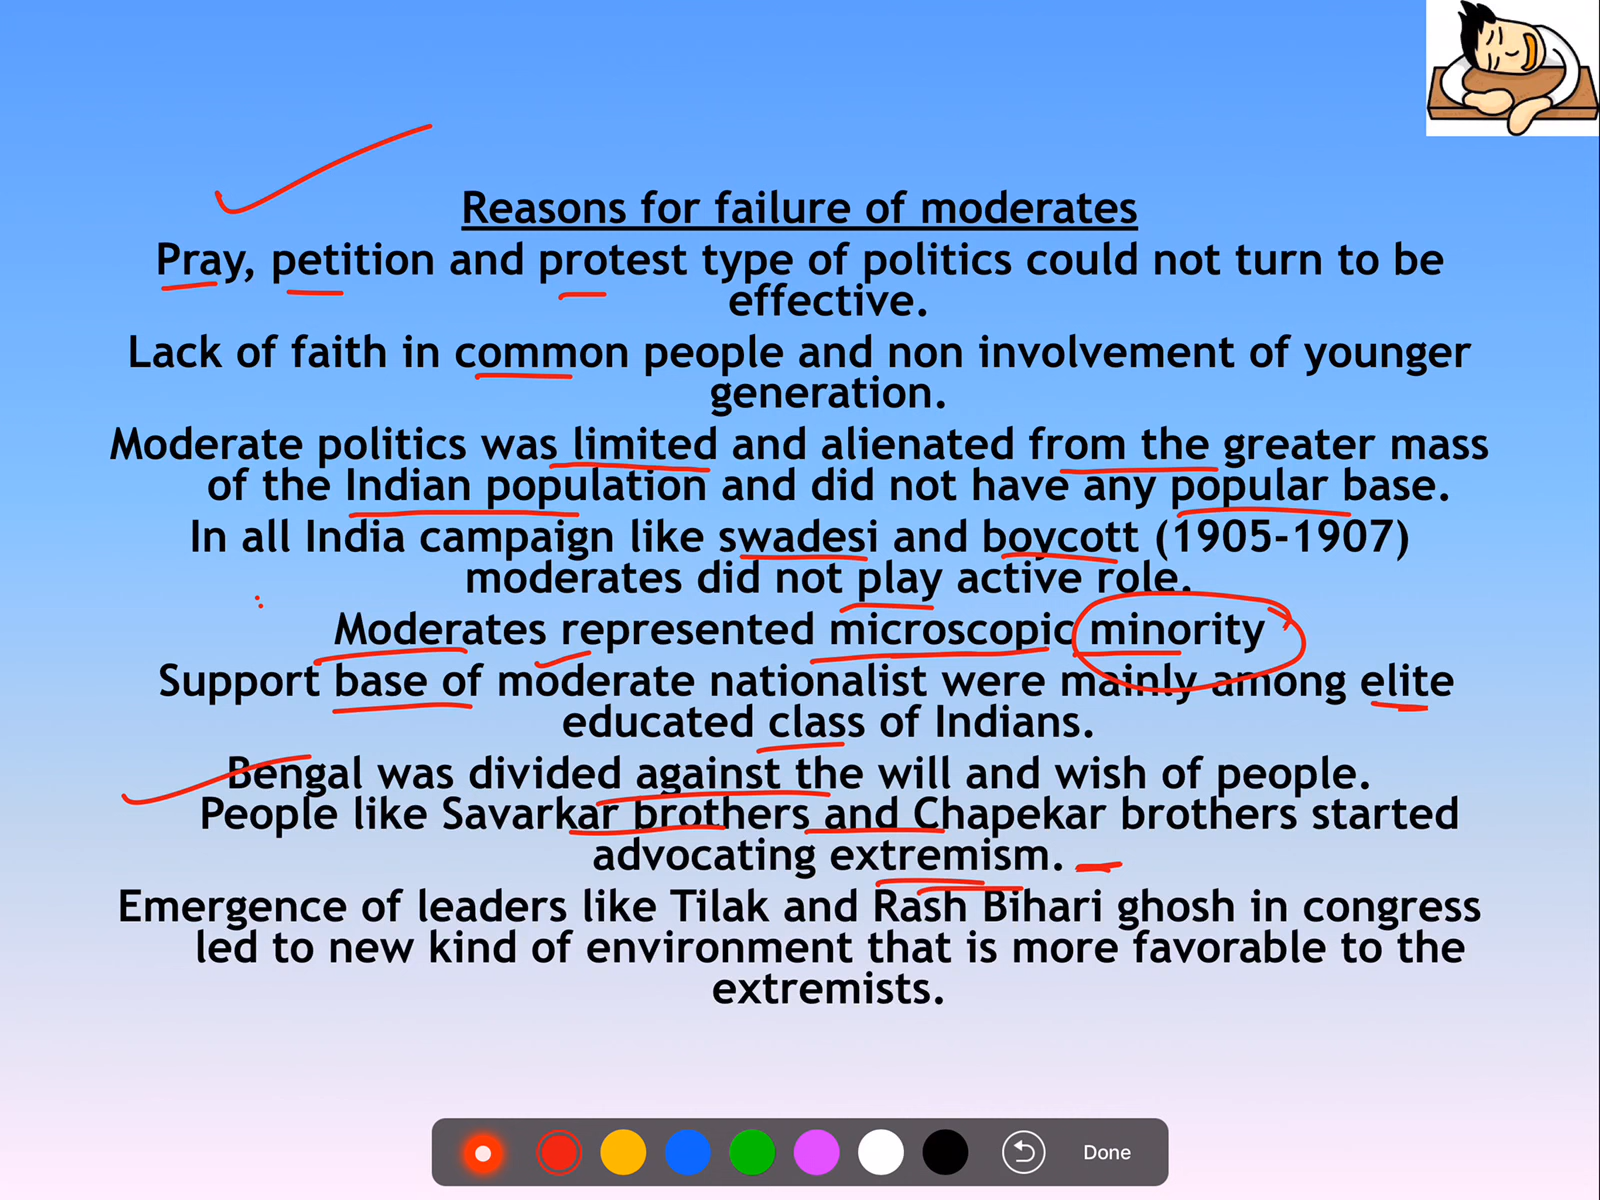 Reasons for failure of moderates
Pray, petition and protest type of politics could not turn to be
effective.
Lack of faith in common people and non involvement of younger
generation.
Moderate politics was limited and alienated from the greater mass
of the Indian population and did not have any popular base.
In all India campaign like swadesi and boycott (1905-1907)
moderates did not play active role.
Moderates represented microscopic minority
Support base of moderate nationalist were mainly among elite
educated class of Indians.
Bengal was divided against the will and wish of people.
People like Savarkar brothers and Chapekar brothers started
advocating extremism.
Emergence of leaders like Tilak and Rash Bihari ghosh in congress
led to new kind of environment that is more favorable to the
extremists.
Done